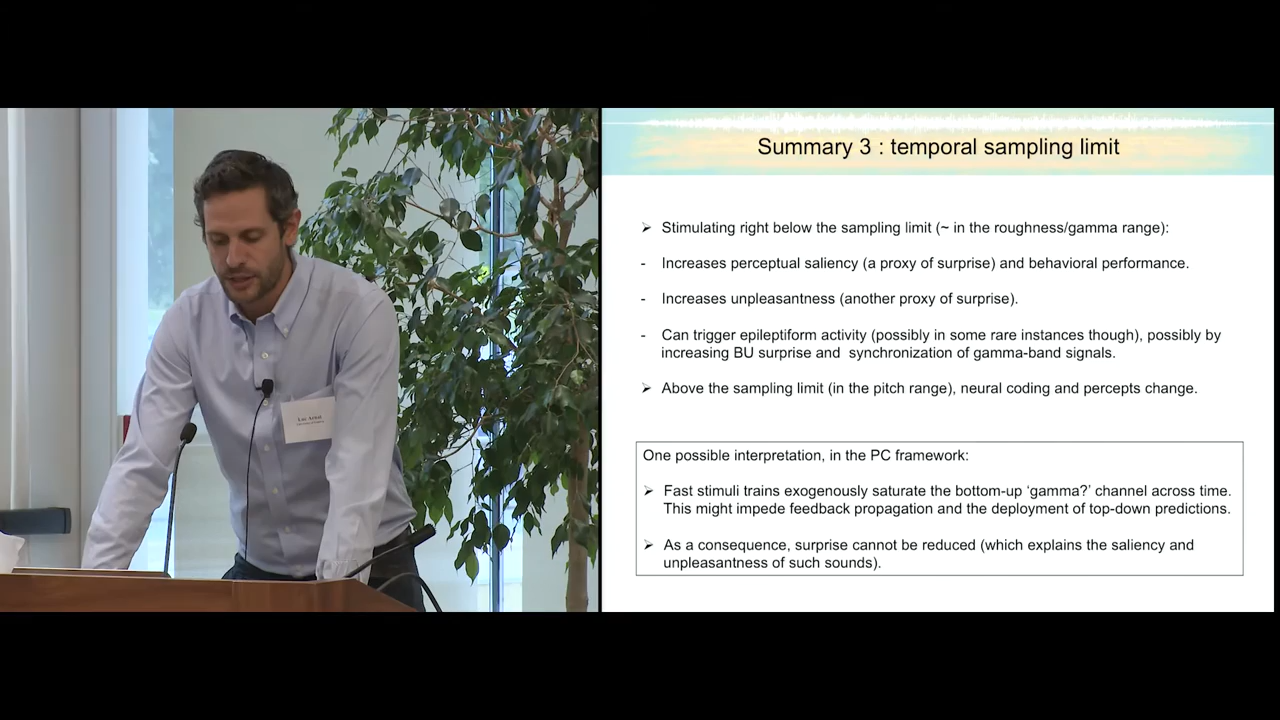 Luc Arnal
Summary 3 : temporal sampling limit
➢ Stimulating right below the sampling limit (~ in the roughness/gamma range):
- Increases perceptual saliency (a proxy of surprise) and behavioral performance.
- Increases unpleasantness (another proxy of surprise).
- Can trigger epileptiform activity (possibly in some rare instances though), possibly by
increasing BU surprise and synchronization of gamma-band signals.
➢ Above the sampling limit (in the pitch range), neural coding and percepts change.
One possible interpretation, in the PC framework:
➢ Fast stimuli trains exogenously saturate the bottom-up ‘gamma?’ channel across time.
This might impede feedback propagation and the deployment of top-down predictions.
➢ As a consequence, surprise cannot be reduced (which explains the saliency and
unpleasantness of such sounds).